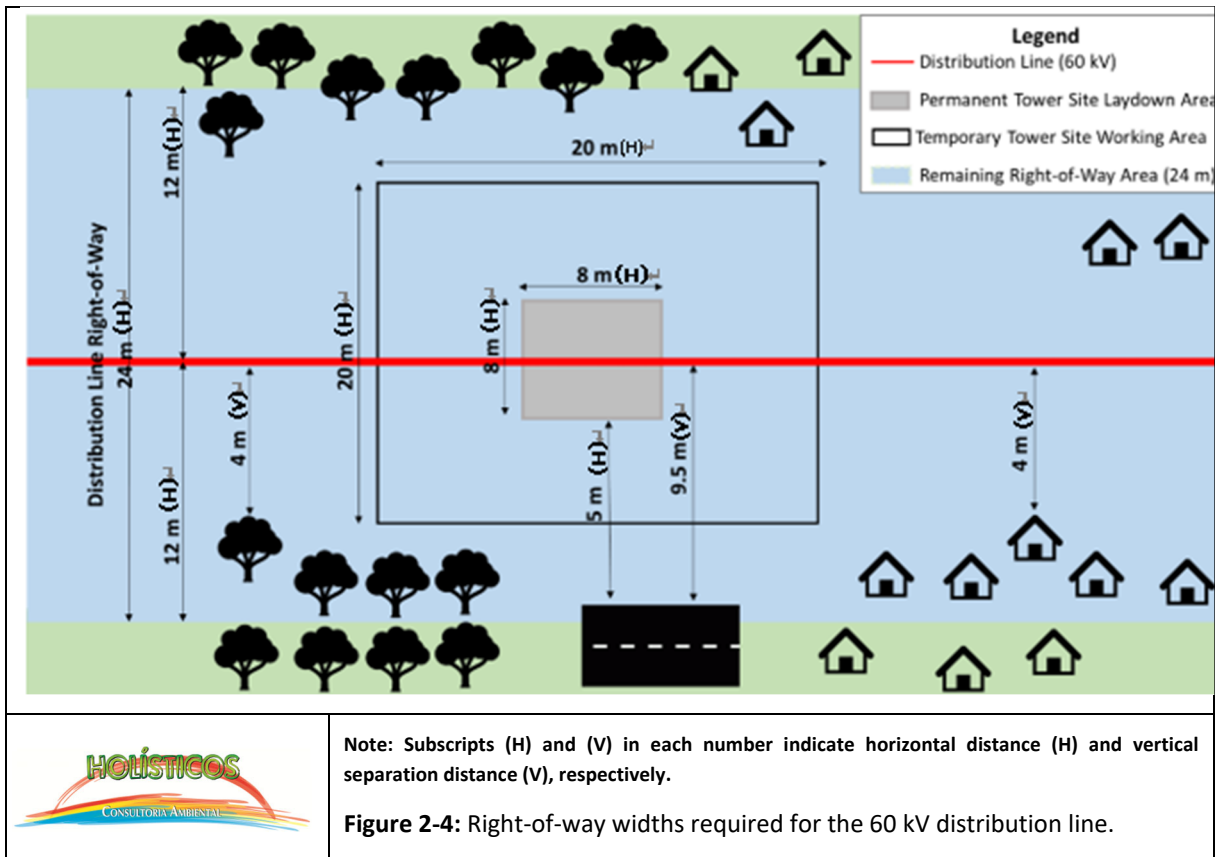 Legend
Distribution Line (60 kV)
Permanent Tower Site Laydown Area
Temporary Tower Site Working Area
Remaining Right-of-Way Area (24 m)
Distribution Line Right-of-Way
24 m (H)
12 m (H)
12 m (H)
20 m (H)
20 m (H)
8 m (H)
8 m (H)
4 m (V)
5 m (H)
9.5 m (V)
4 m (V)
HOLÍSTICOS
CONSULTORIA AMBIENTAL
Note: Subscripts (H) and (V) in each number indicate horizontal distance (H) and vertical
separation distance (V), respectively.
Figure 2-4: Right-of-way widths required for the 60 kV distribution line.